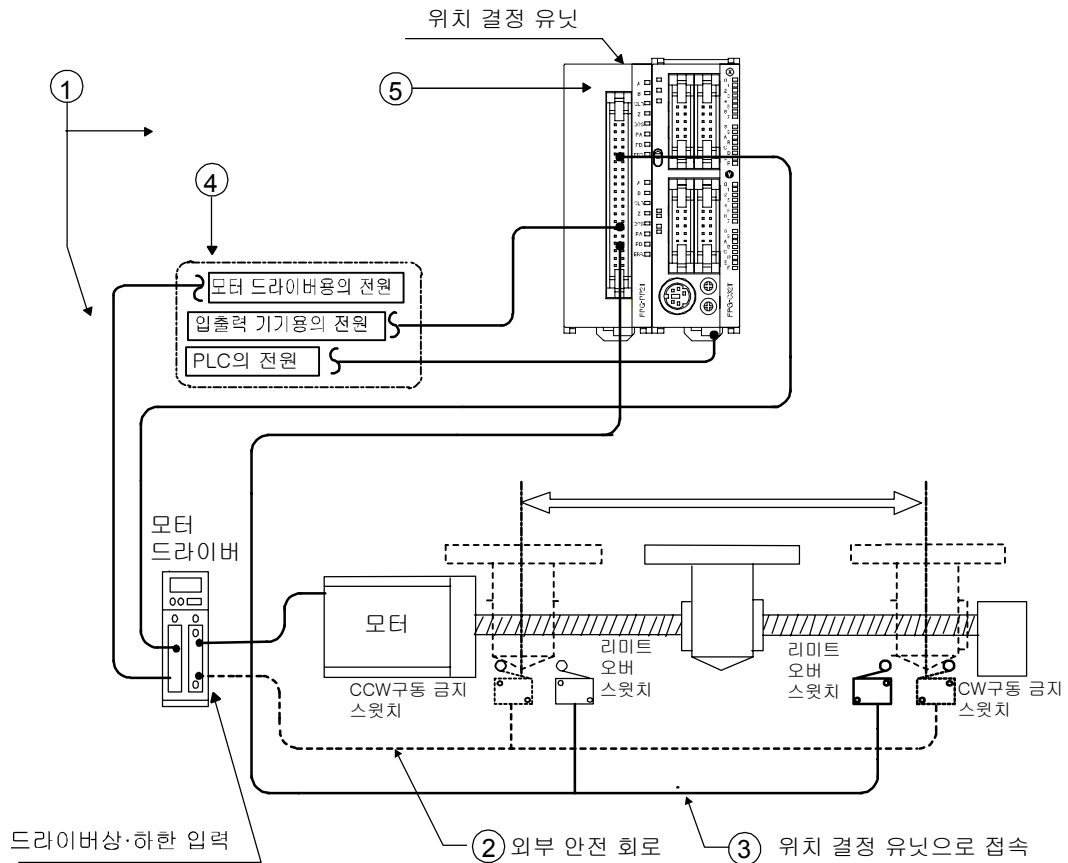 위치 결정 유닛
1
5
4
A
B
CLR
Z
A
B
CLR
Z
모터 드라이버용의 전원
입출력 기기용의 전원
PLC의 전원
모터
드라이버
모터
리미트
오버
스윗치
리미트
오버
스윗치
CCW구동 금지
스윗치
CW구동 금지
스윗치
드라이버상·하한 입력
2 외부 안전 회로
3 위치 결정 유닛으로 접속